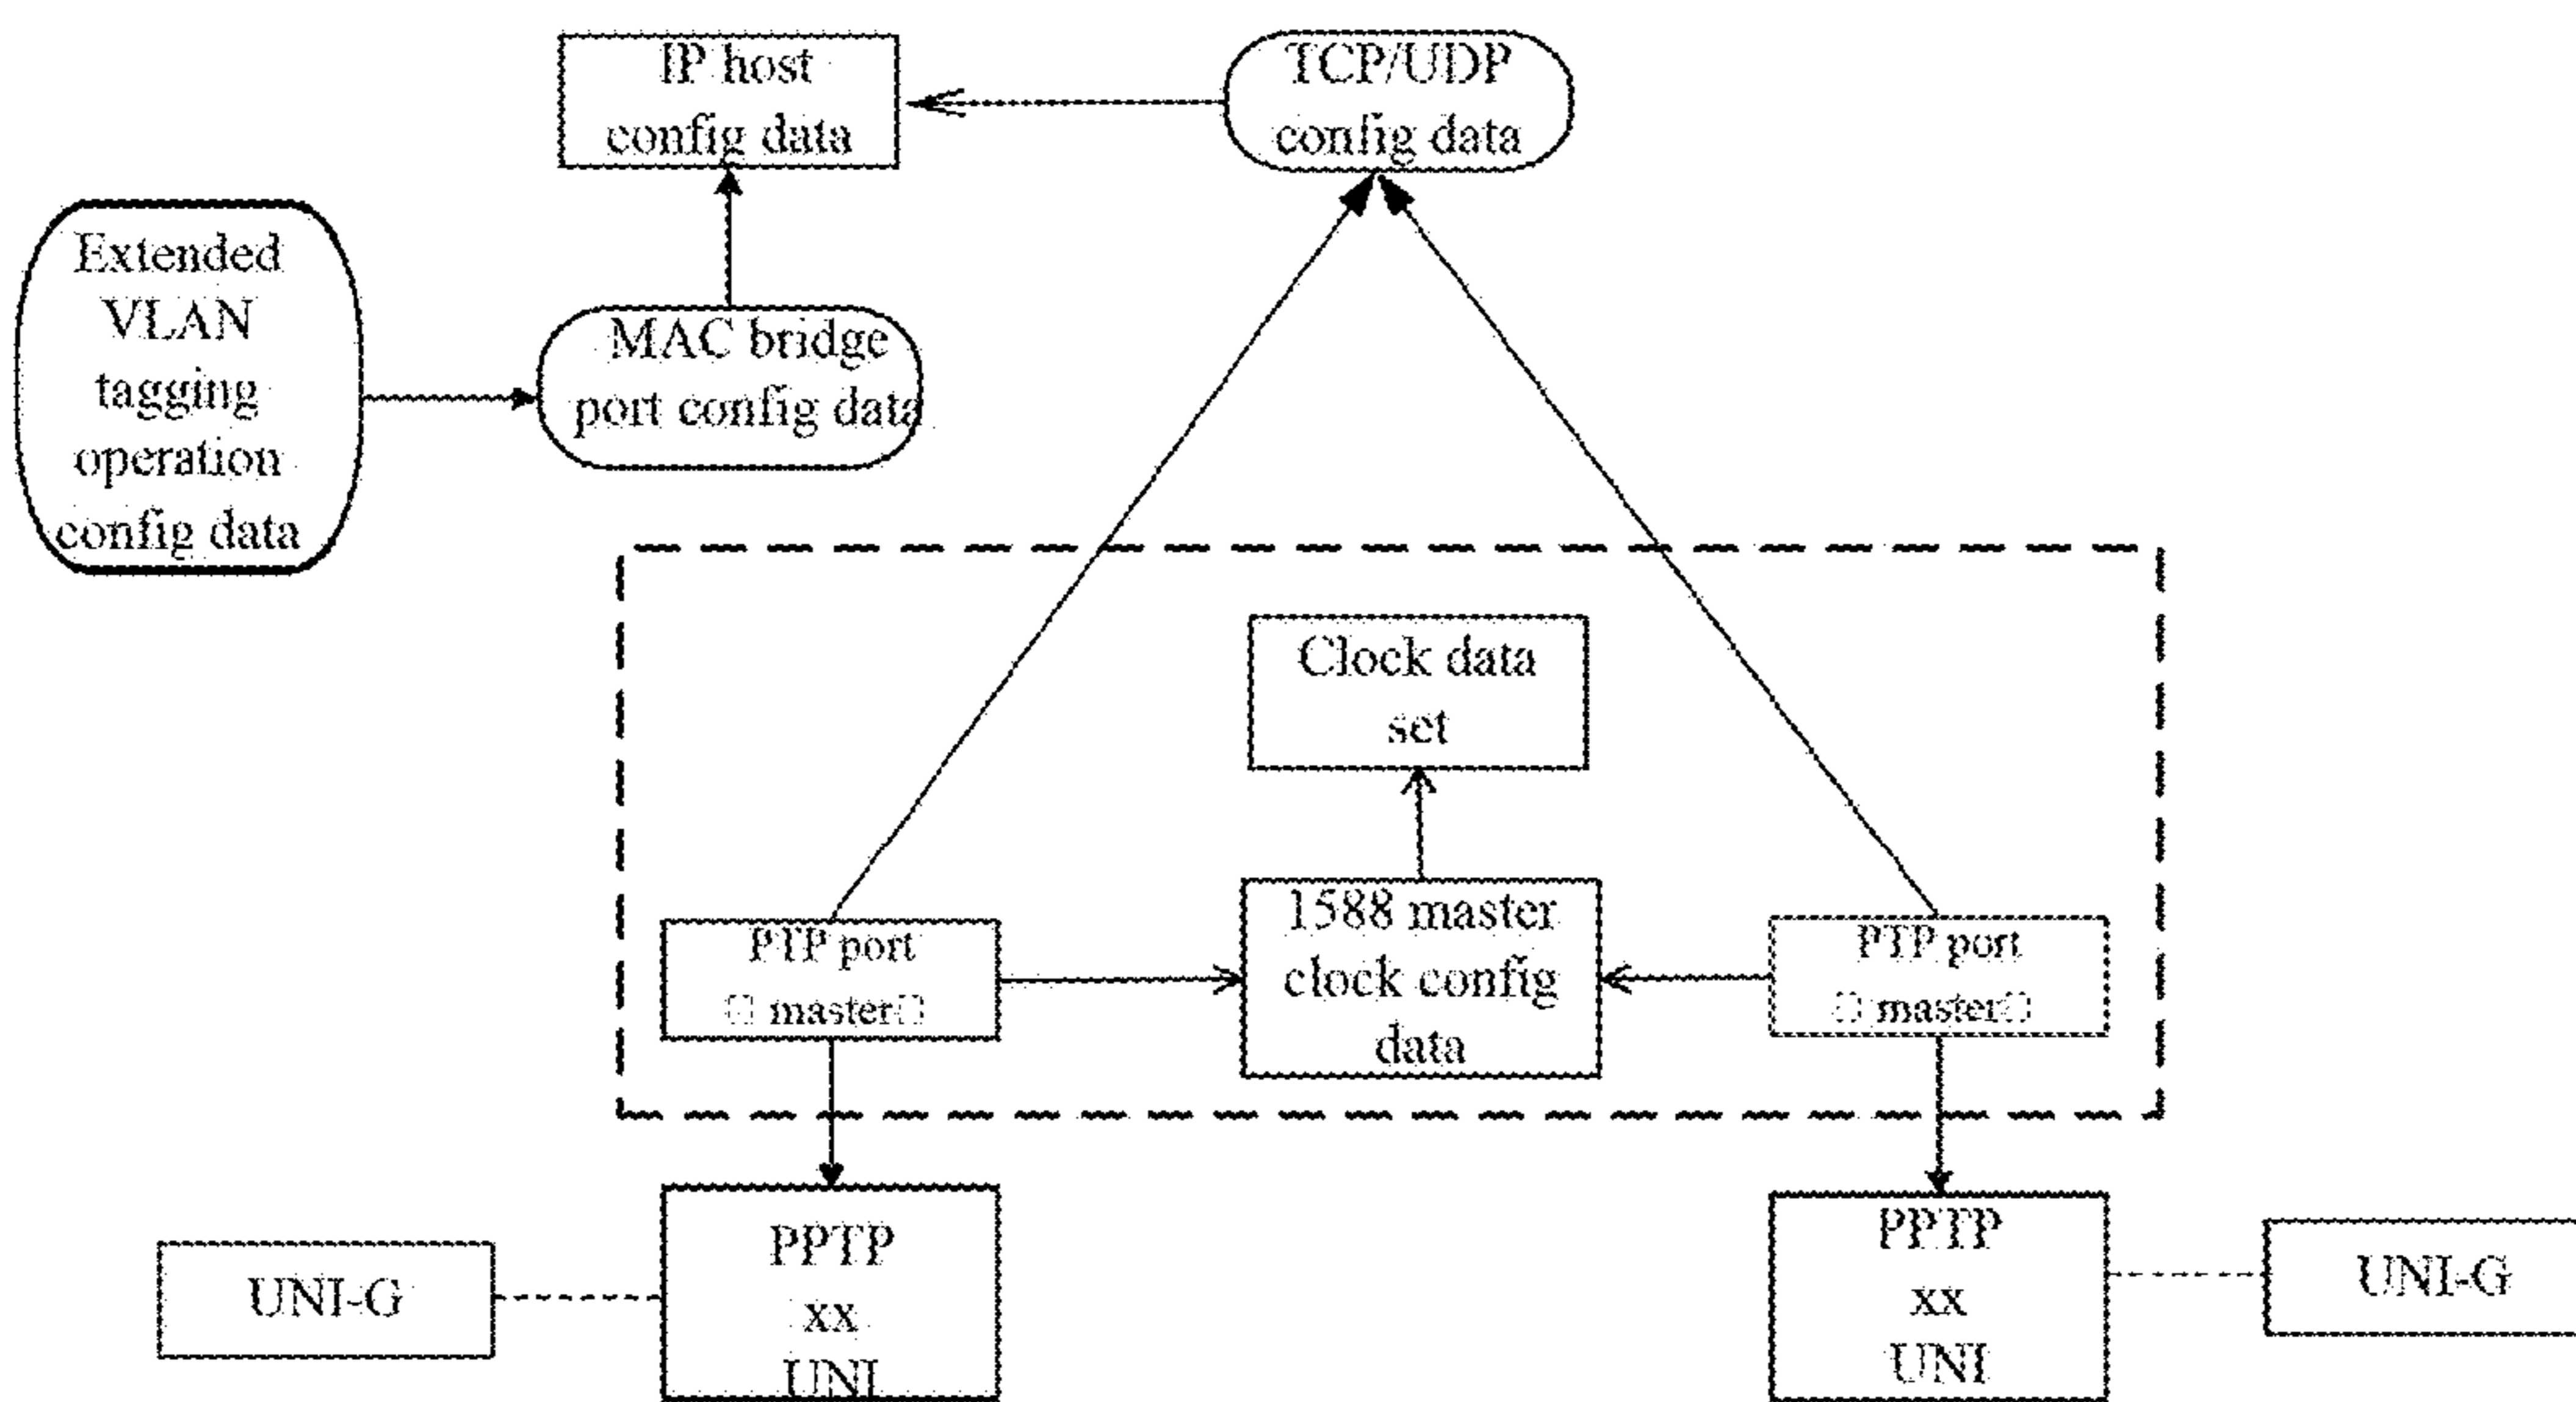 IP host
config data
TCP/UDP
config data
Extended
VLAN
tagging
operation
config data
MAC bridge
port config data
Clock data
set
PTP port
master
1588 master
clock config
data
PTP port
master
PPTP
xx
UNI
UNI-G
PPTP
xx
UNI
UNI-G